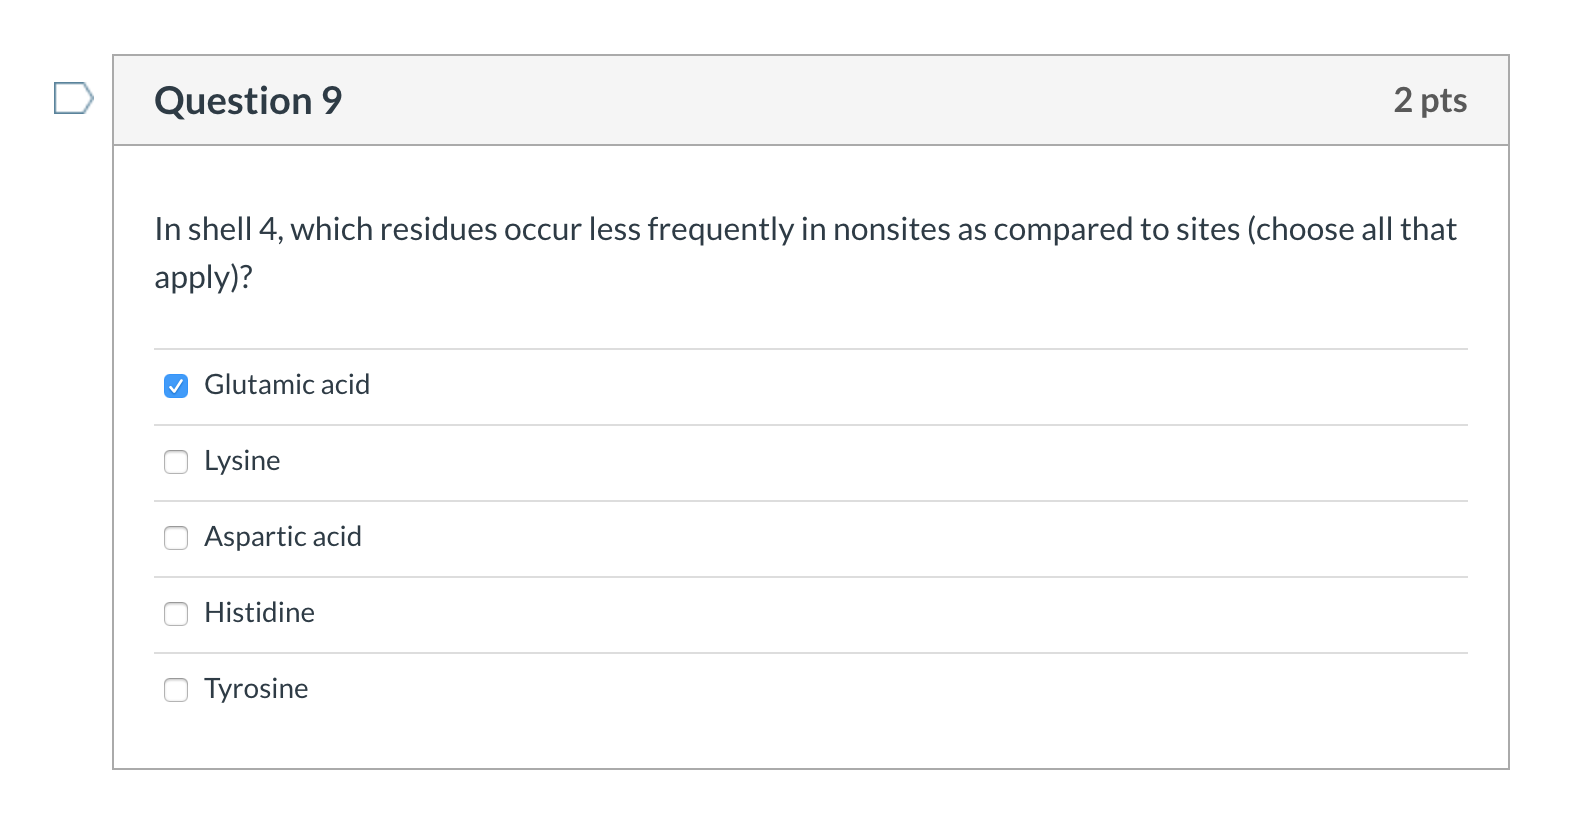 Question 9
2 pts
In shell 4, which residues occur less frequently in nonsites as compared to sites (choose all that
apply)?
Glutamic acid
Lysine
Aspartic acid
Histidine
Tyrosine